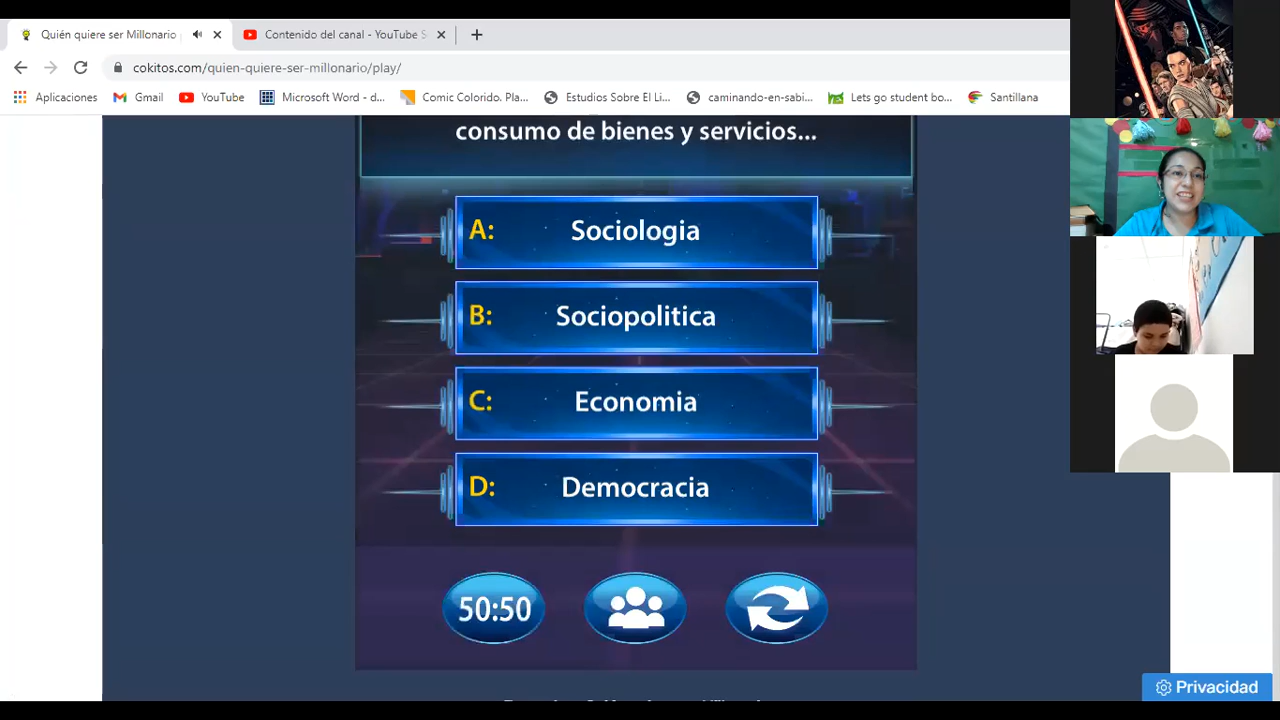 Quién quiere ser Millonario
Contenido del canal - YouTube S
cokitos.com/quien-quiere-ser-millonario/play/
Aplicaciones
Gmail
YouTube
Microsoft Word - d...
Comic Colorido. Pla...
Estudios Sobre El Li...
caminando-en-sabi...
Lets go student bo...
Santillana
consumo de bienes y servicios...
A: Sociologia
B: Sociopolitica
C: Economia
D: Democracia
50:50
Privacidad